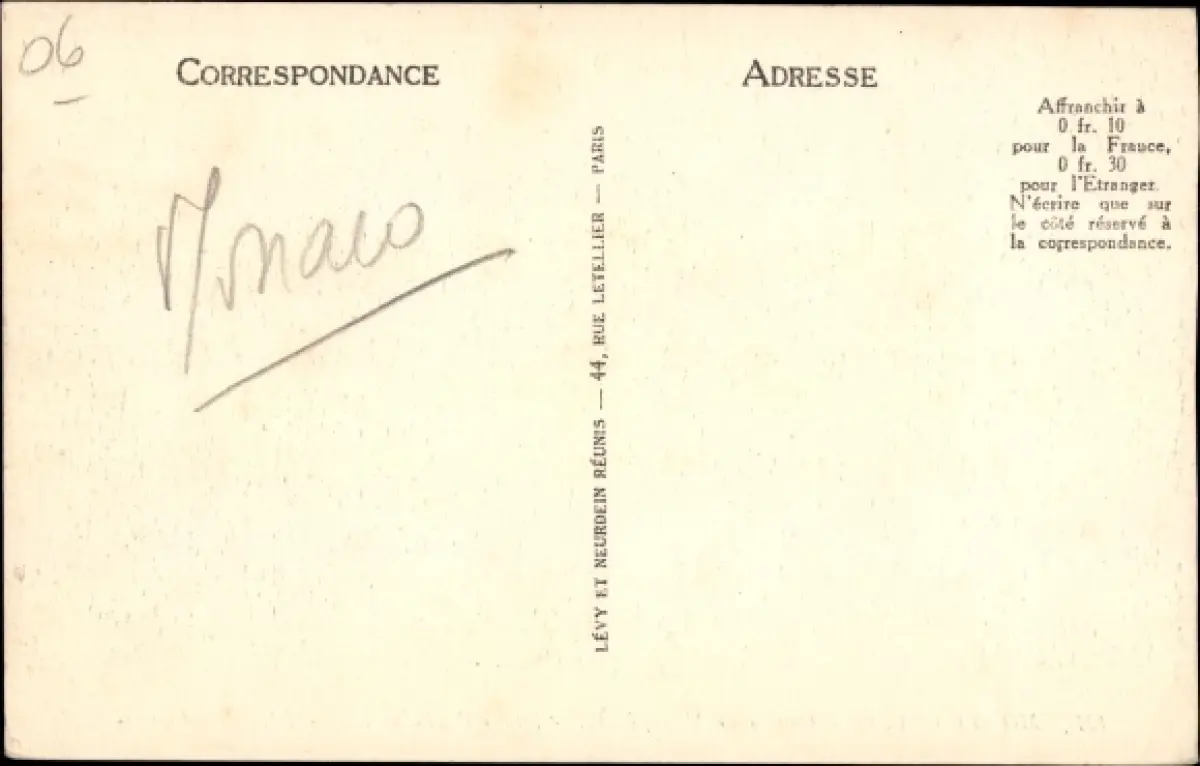 06
CORRESPONDANCE
ADRESSE
Affranchir à
0 fr. 10
pour la France,
0 fr. 30
pour l'Etranger.
N'écrire que sur
le côté réservé à
la correspondance.
Monaco
LÉVY ET NEURDEIN RÉUNIS — 44, RUE LETELLIER — PARIS